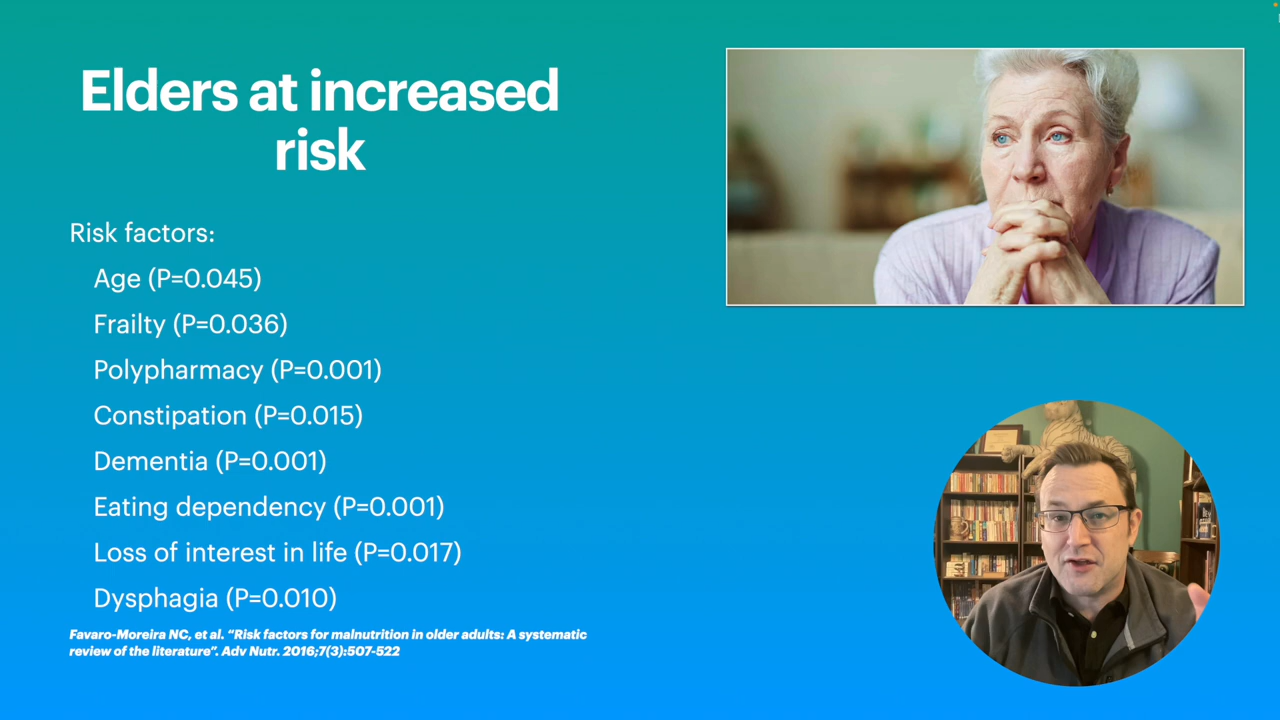 Elders at increased
risk
Risk factors:
Age (P=0.045)
Frailty (P=0.036)
Polypharmacy (P=0.001)
Constipation (P=0.015)
Dementia (P=0.001)
Eating dependency (P=0.001)
Loss of interest in life (P=0.017)
Dysphagia (P=0.010)
Favaro-Moreira NC, et al. “Risk factors for malnutrition in older adults: A systematic
review of the literature”. Adv Nutr. 2016;7(3):507-522